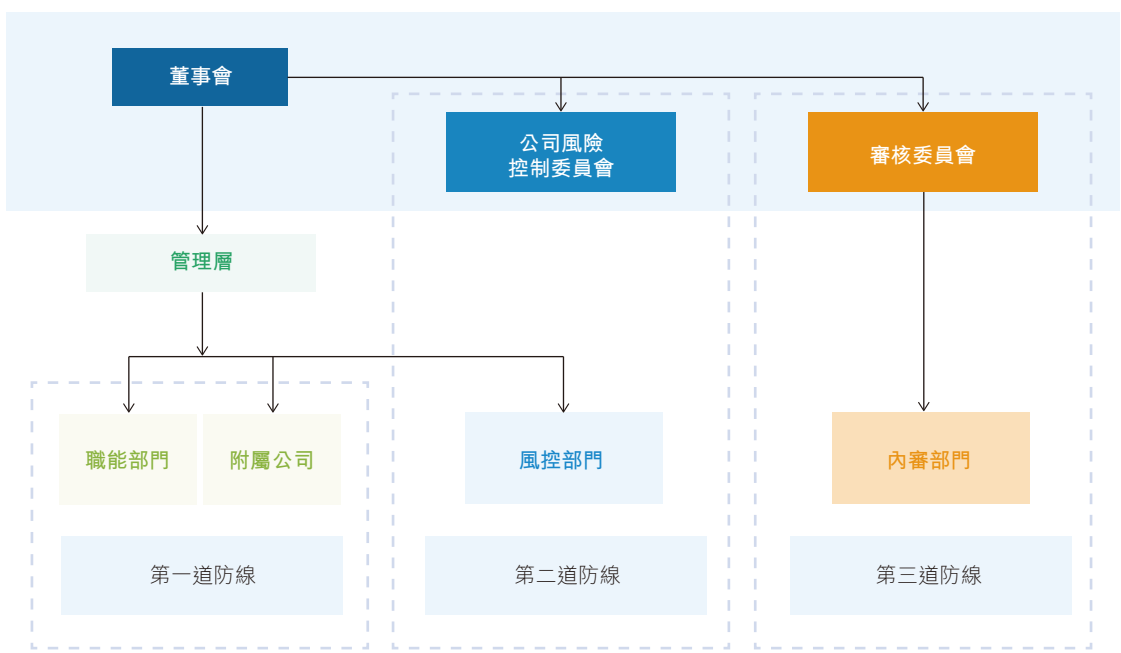 董事會
公司風險
控制委員會
審核委員會
管理層
職能部門
附屬公司
風控部門
內審部門
第一道防線
第二道防線
第三道防線